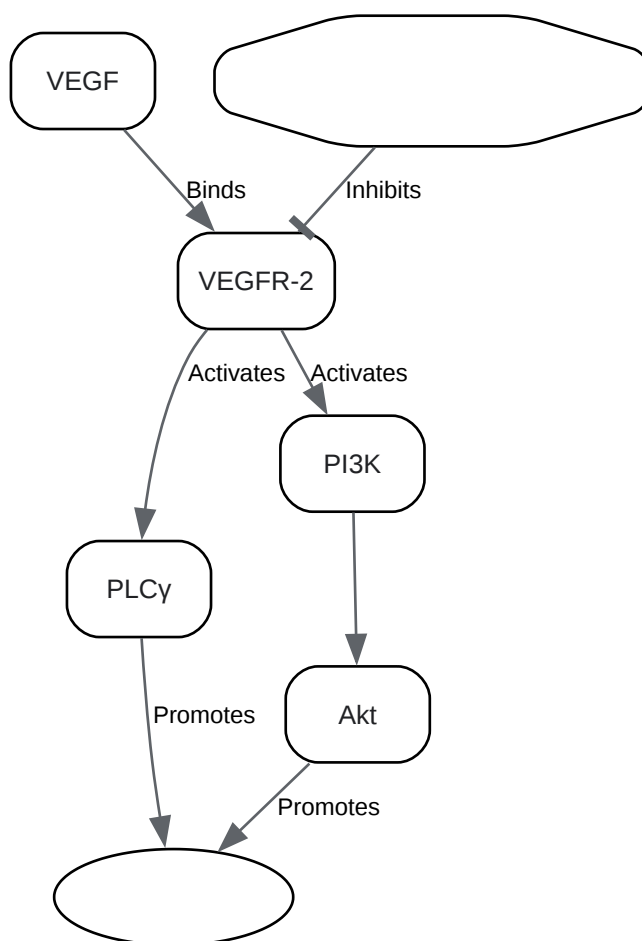 VEGF
Binds
Inhibits
VEGFR-2
Activates
Activates
PI3K
PLCγ
Promotes
Akt
Promotes